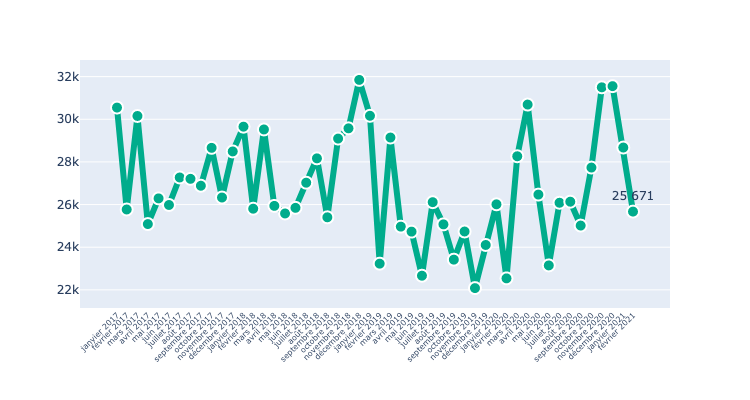 32k
30k
28k
26k
24k
22k
25,671
janvier 2017
février 2017
mars 2017
avril 2017
mai 2017
juin 2017
juillet 2017
août 2017
septembre 2017
octobre 2017
novembre 2017
décembre 2017
janvier 2018
février 2018
mars 2018
avril 2018
mai 2018
juin 2018
juillet 2018
août 2018
septembre 2018
octobre 2018
novembre 2018
décembre 2018
janvier 2019
février 2019
mars 2019
avril 2019
mai 2019
juin 2019
juillet 2019
août 2019
septembre 2019
octobre 2019
novembre 2019
décembre 2019
janvier 2020
février 2020
mars 2020
avril 2020
mai 2020
juin 2020
juillet 2020
août 2020
septembre 2020
octobre 2020
novembre 2020
décembre 2020
janvier 2021
février 2021